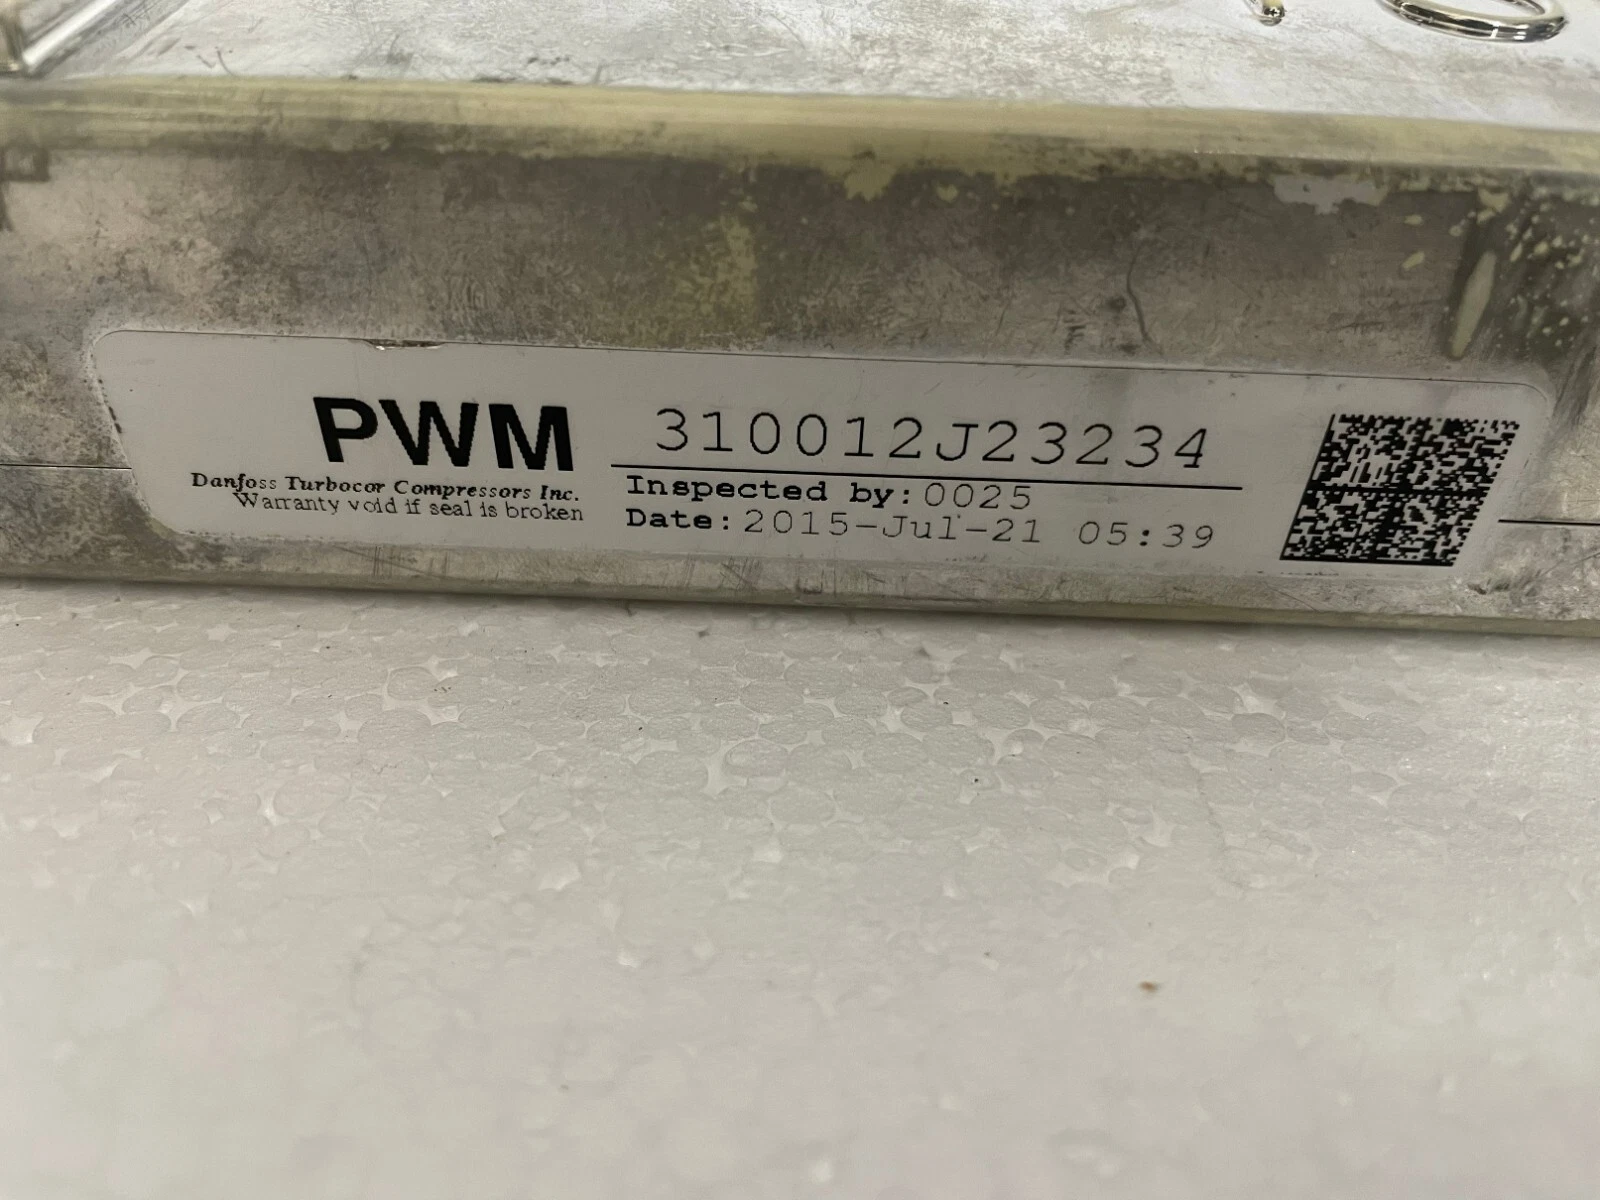 PWM
Danfoss Turbocor Compressors Inc.
Warranty void if seal is broken
310012J23234
Inspected by:0025
Date:2015-Jul-21 05:39